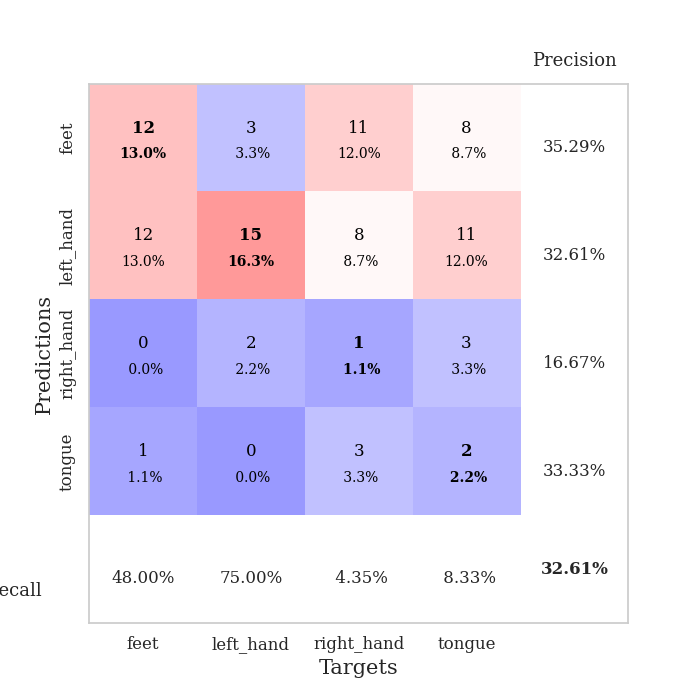 Precision
feet
12 3 11 8
13.0% 3.3% 12.0% 8.7%
35.29%
left_hand
12 15 8 11
13.0% 16.3% 8.7% 12.0%
32.61%
Predictions
right_hand
0 2 1 3
0.0% 2.2% 1.1% 3.3%
16.67%
tongue
1 0 3 2
1.1% 0.0% 3.3% 2.2%
33.33%
ecall
48.00% 75.00% 4.35% 8.33% 32.61%
feet left_hand right_hand tongue
Targets